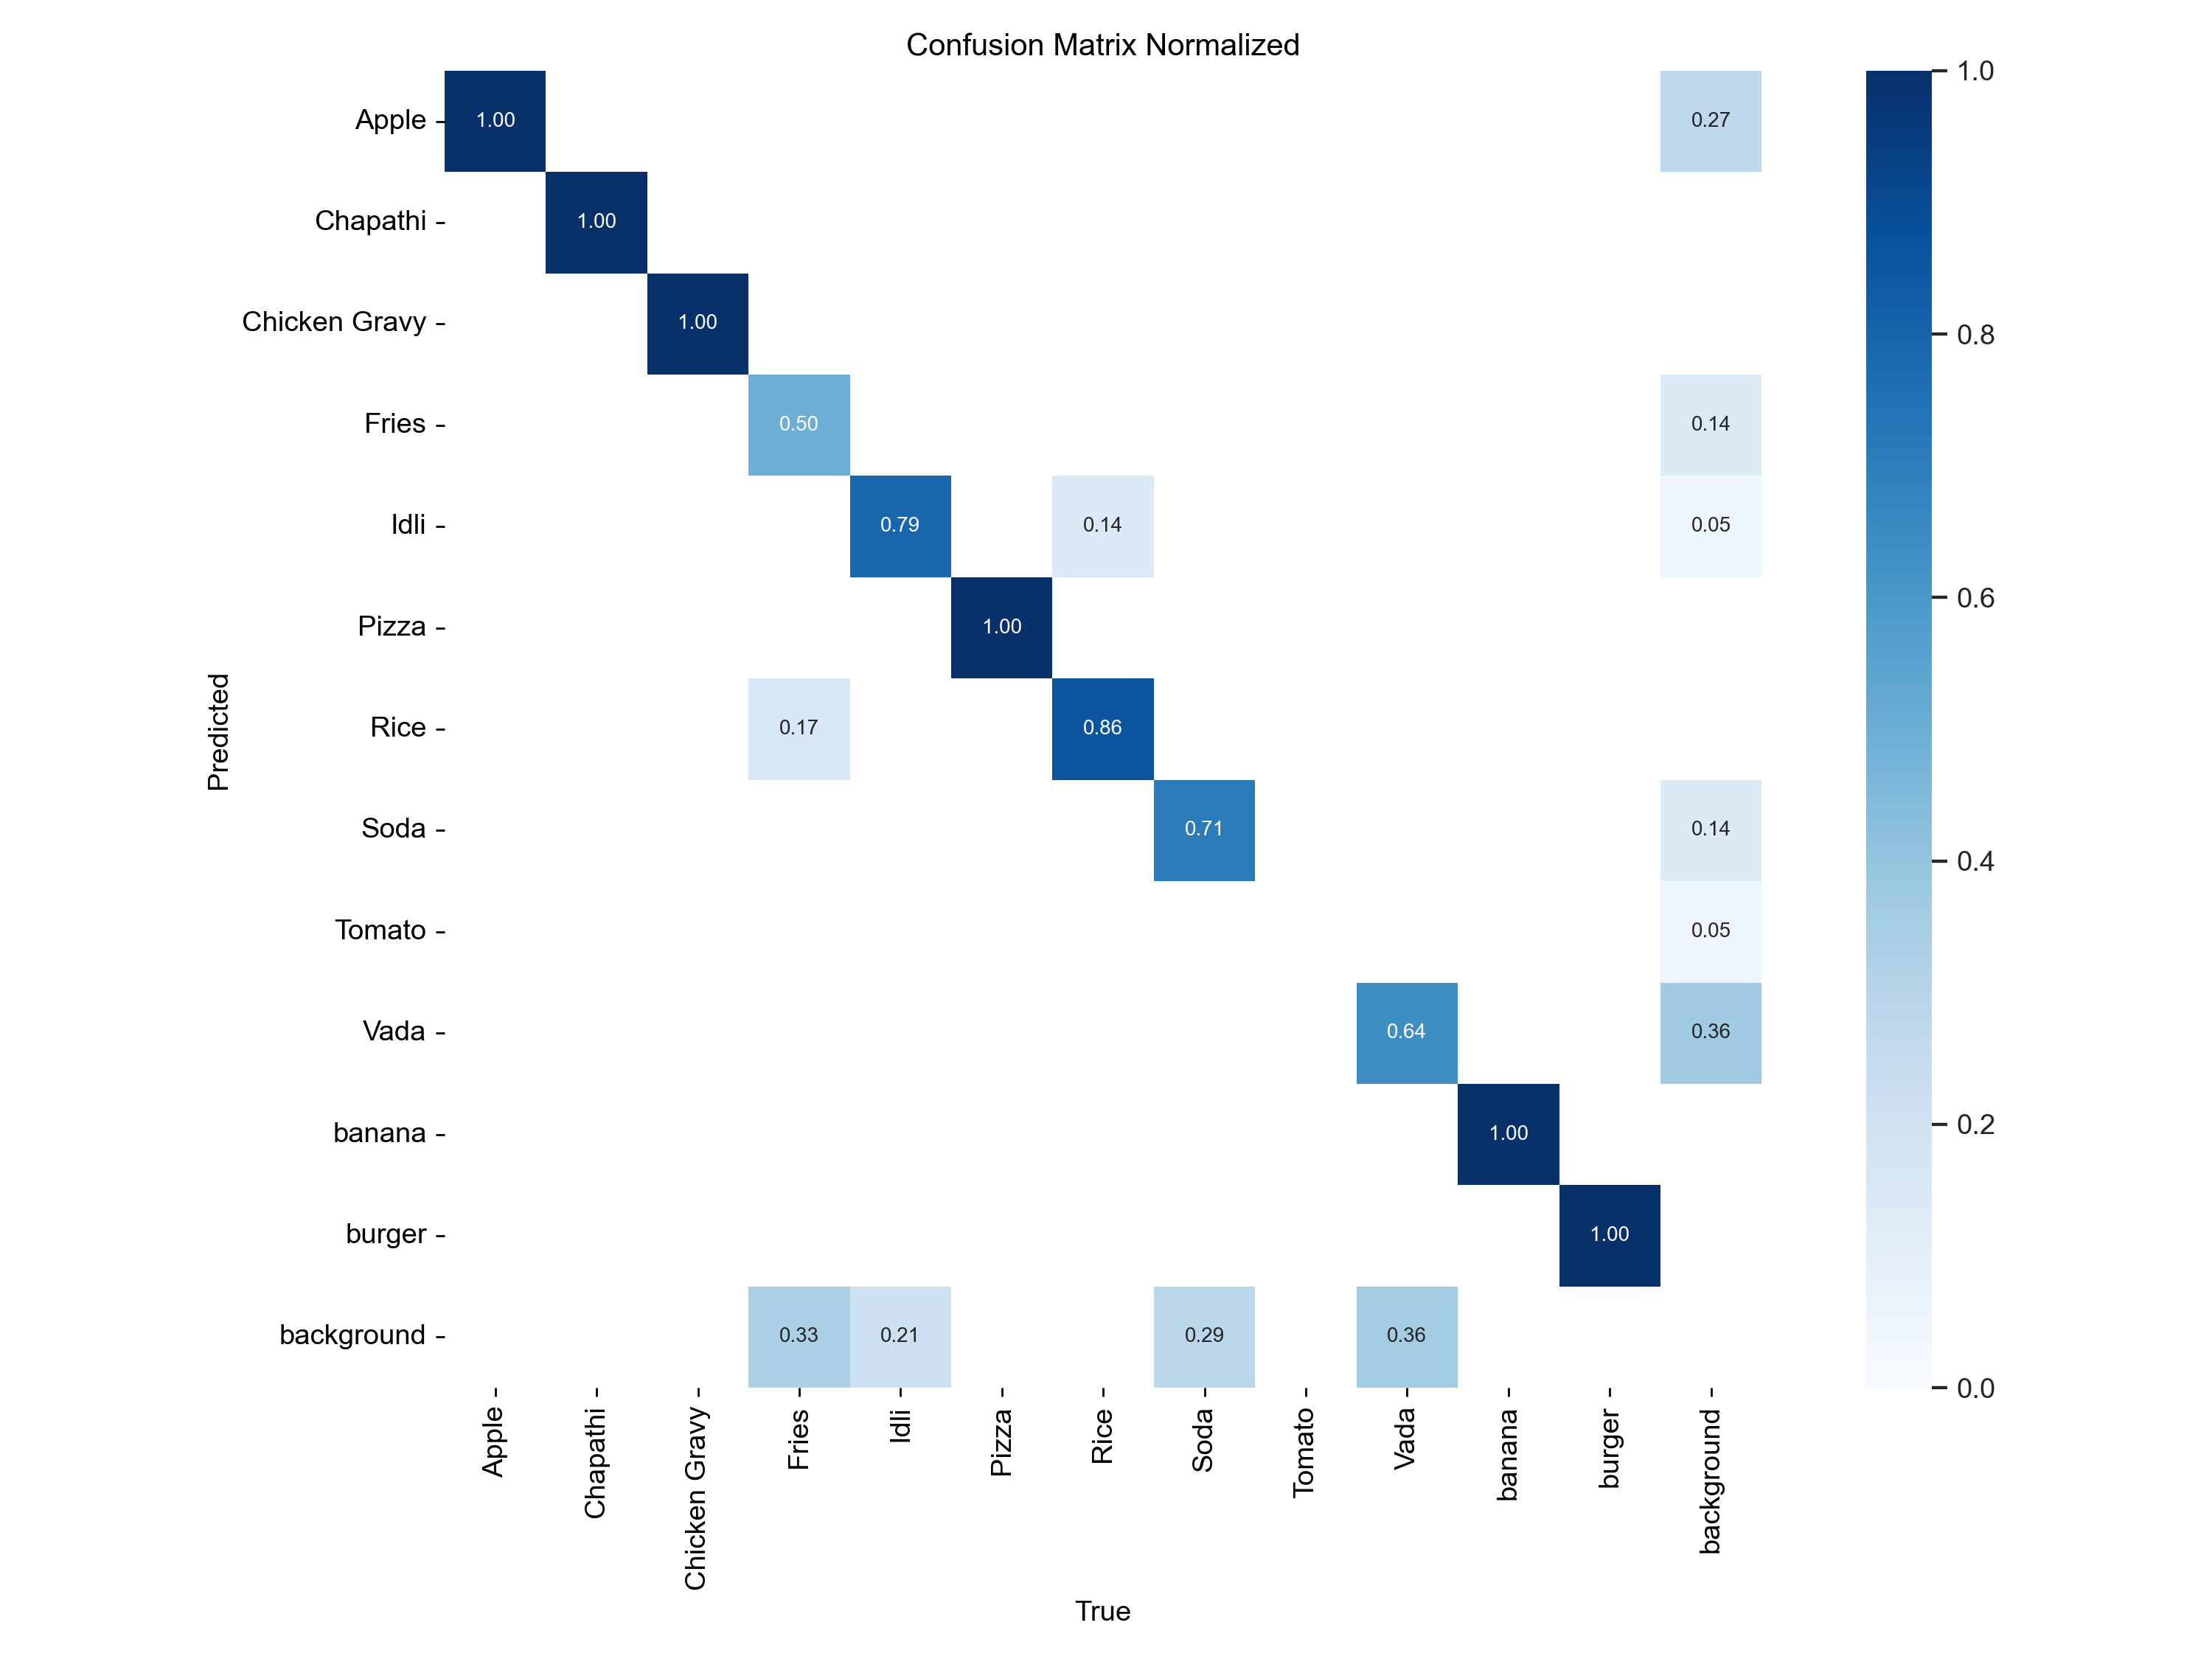 Confusion Matrix Normalized
Apple 1.00 0.27 1.0
Chapathi 1.00
Chicken Gravy 1.00 0.8
Fries 0.50 0.14
Idli 0.79 0.14 0.05
Pizza 1.00 0.6
Rice 0.17 0.86
Predicted
Soda 0.71 0.14 0.4
Tomato 0.05
Vada 0.64 0.36
banana 1.00 0.2
burger 1.00
background 0.33 0.21 0.29 0.36 0.0
Apple Chapathi Chicken Gravy Fries Idli Pizza Rice Soda Tomato Vada banana burger background
True